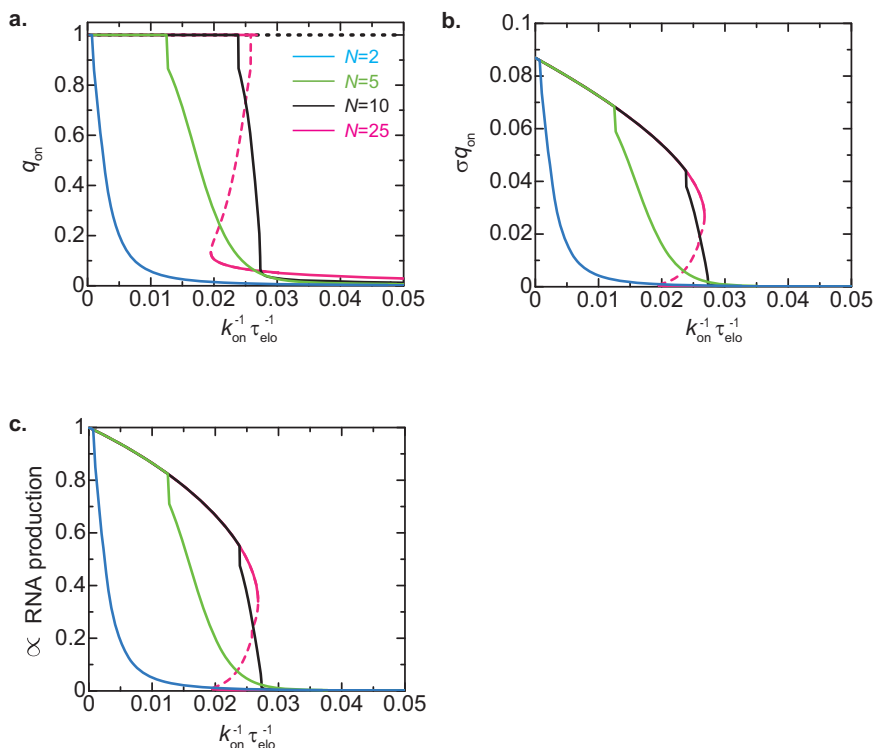 a.
1
0.8
0.6
0.4
0.2
0
q_on
N=2
N=5
N=10
N=25
0 0.01 0.02 0.03 0.04 0.05
k_on^-1 τ_elo^-1
b.
0.1
0.08
0.06
0.04
0.02
0
σq_on
0 0.01 0.02 0.03 0.04 0.05
k_on^-1 τ_elo^-1
c.
1
0.8
0.6
0.4
0.2
0
∝ RNA production
0 0.01 0.02 0.03 0.04 0.05
k_on^-1 τ_elo^-1